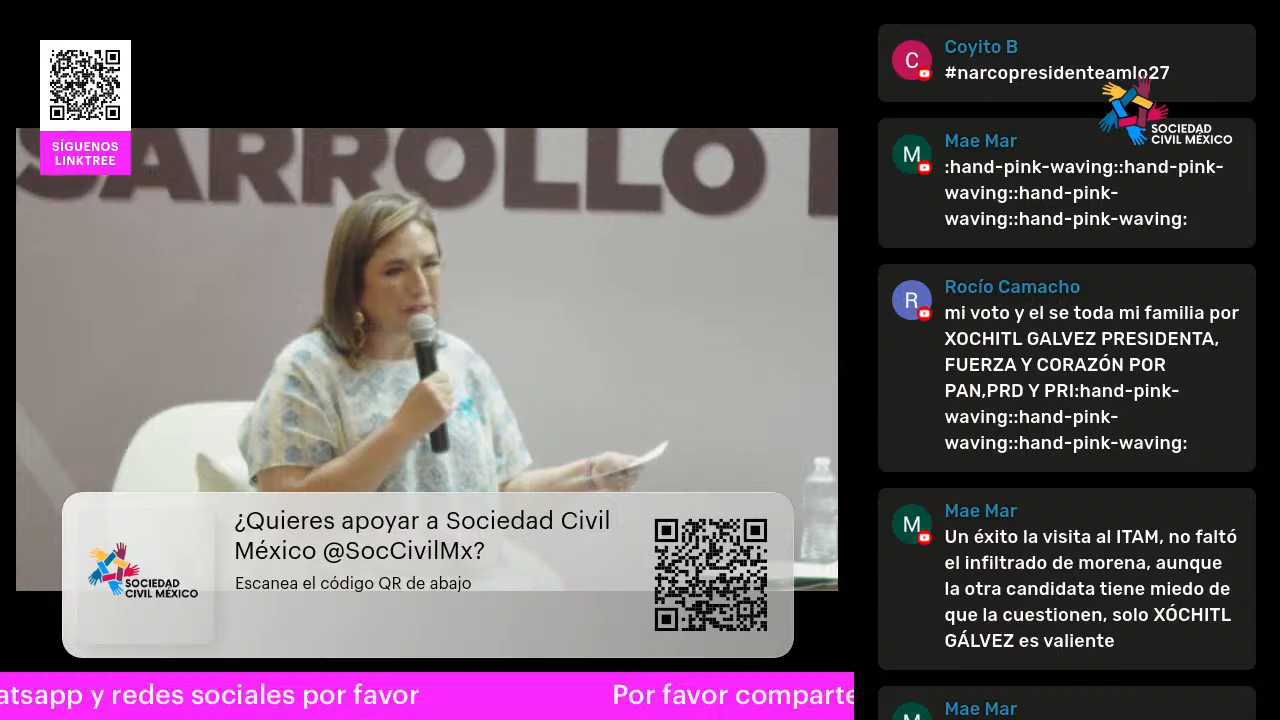 SÍGUENOS
LINKTREE
SARROLLO
¿Quieres apoyar a Sociedad Civil
México @SocCivilMx?
Escanea el código QR de abajo
SOCIEDAD
CIVIL MÉXICO
atsapp y redes sociales por favor
Por favor comparte
C
Coyito B
#narcopresidenteamlo27
SOCIEDAD
CIVIL MÉXICO
M
Mae Mar
:hand-pink-waving::hand-pink-
waving::hand-pink-
waving::hand-pink-waving:
R
Rocío Camacho
mi voto y el se toda mi familia por
XOCHITL GALVEZ PRESIDENTA,
FUERZA Y CORAZÓN POR
PAN,PRD Y PRI:hand-pink-
waving::hand-pink-
waving::hand-pink-waving:
M
Mae Mar
Un éxito la visita al ITAM, no faltó
el infiltrado de morena, aunque
la otra candidata tiene miedo de
que la cuestionen, solo XÓCHITL
GÁLVEZ es valiente
M
Mae Mar